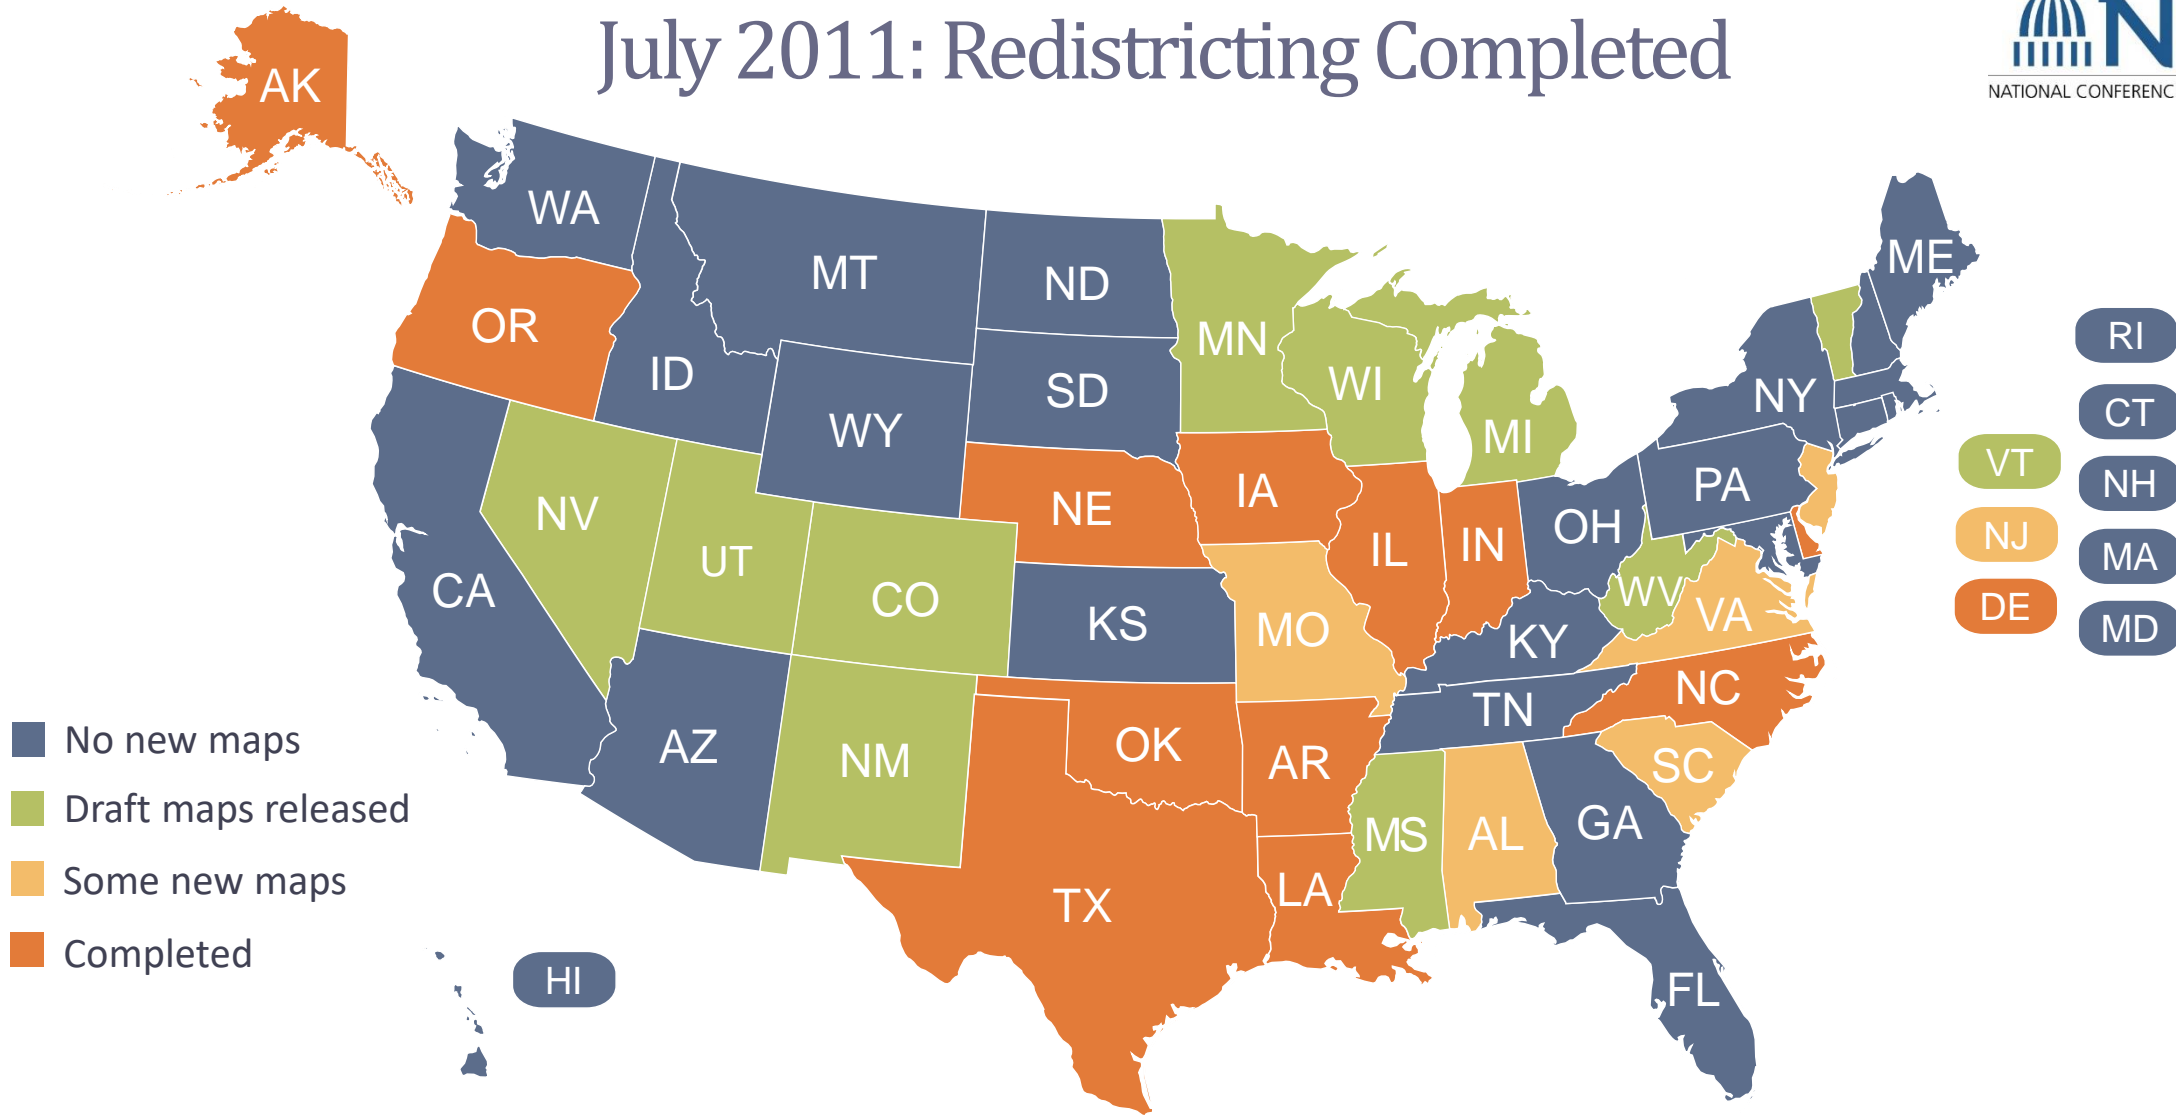 July 2011: Redistricting Completed
N
NATIONAL CONFERENC
AK
WA
MT
ND
MN
ME
OR
ID
SD
WI
MI
NY
RI
WY
CT
VT
NH
NV
NE
IA
PA
NJ
UT
CO
IL
IN
OH
MA
CA
KS
MO
WV
VA
DE
KY
MD
NC
TN
No new maps
AZ
NM
OK
AR
SC
Draft maps released
MS
AL
GA
Some new maps
TX
LA
Completed
HI
FL